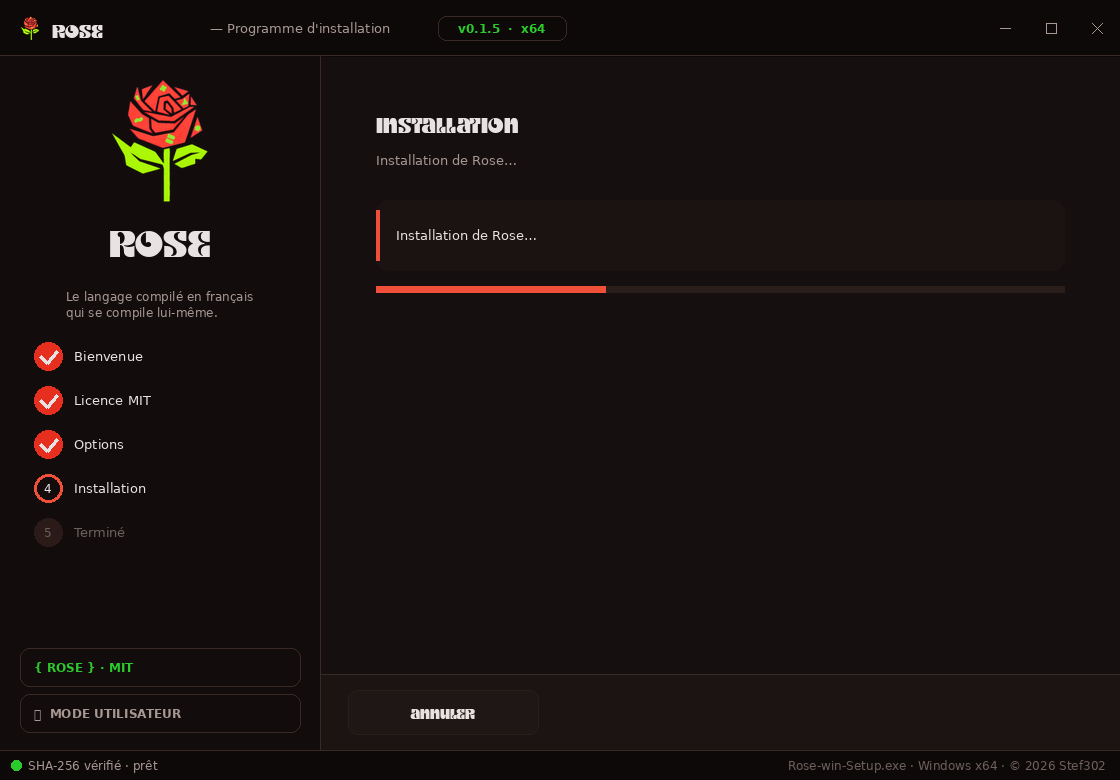 ROSE — Programme d'installation v0.1.5 · x64
ROSE
Le langage compilé en français
qui se compile lui-même.
Bienvenue
Licence MIT
Options
4 Installation
5 Terminé
{ ROSE } · MIT
MODE UTILISATEUR
INSTALLATION
Installation de Rose…
Installation de Rose…
ANNULER
SHA-256 vérifié · prêt
Rose-win-Setup.exe · Windows x64 · © 2026 Stef302